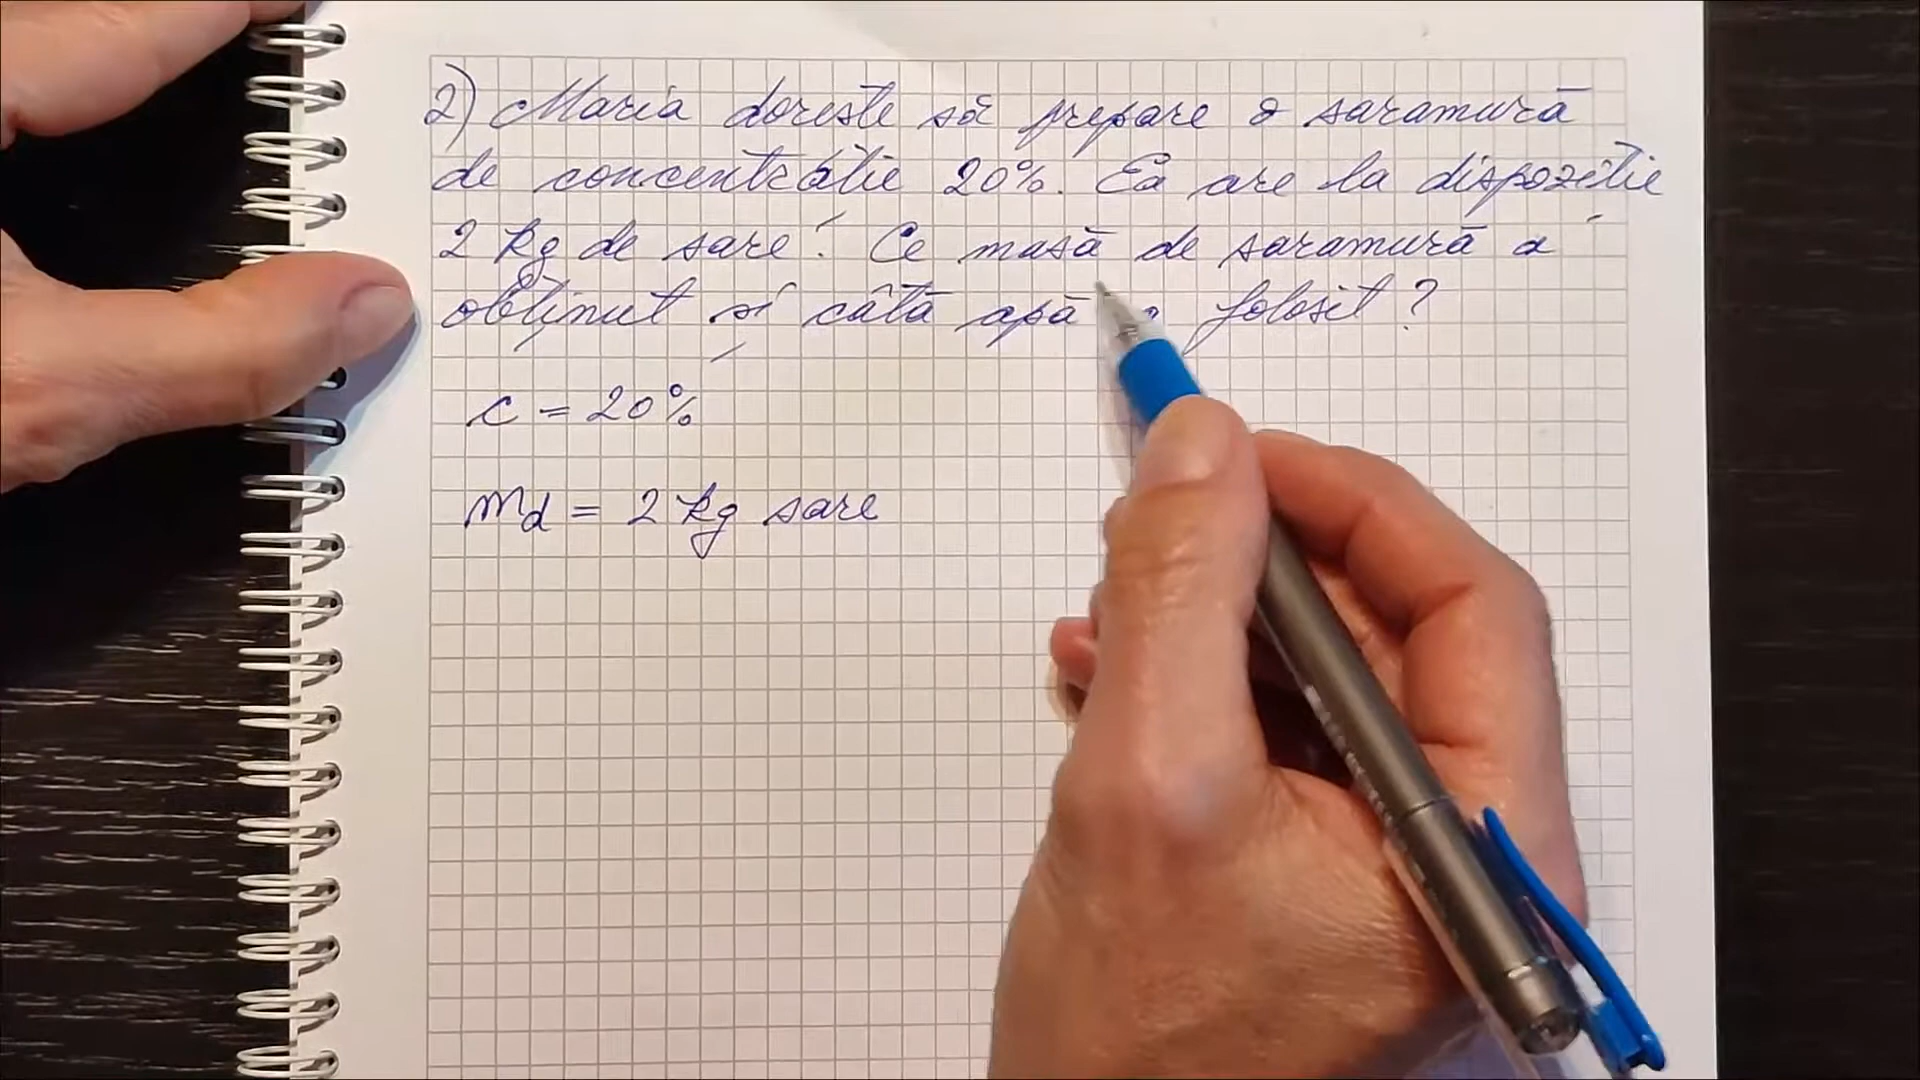 2) Maria dorește să prepare o saramură
de concentrație 20%. Ea are la dispoziție
2 kg de sare. Ce masă de saramură a
obținut și câtă apă folosit?
c = 20%
md = 2 kg sare